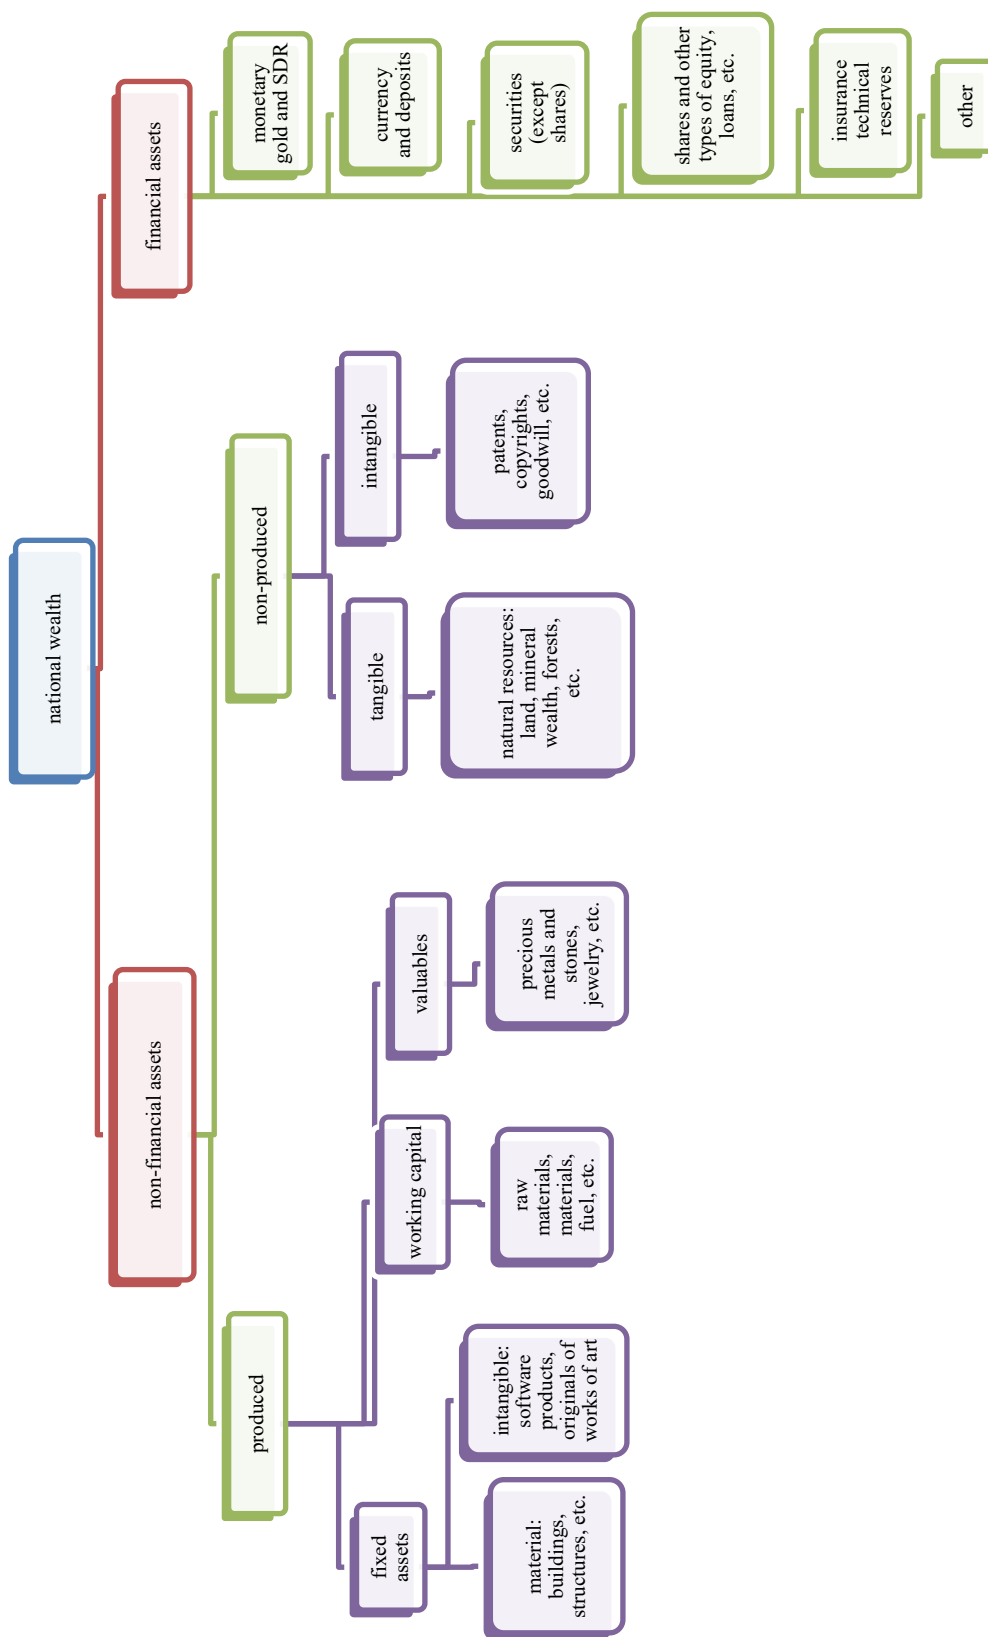 national wealth
non-financial assets
financial assets
produced
non-produced
fixed
assets
working capital
valuables
tangible
intangible
material:
buildings,
structures, etc.
intangible:
software
products,
originals of
works of art
raw
materials,
materials,
fuel, etc.
precious
metals and
stones,
jewelry, etc.
natural resources:
land, mineral
wealth, forests,
etc.
patents,
copyrights,
goodwill, etc.
monetary
gold and SDR
currency
and deposits
securities
(except
shares)
shares and other
types of equity,
loans, etc.
insurance
technical
reserves
other